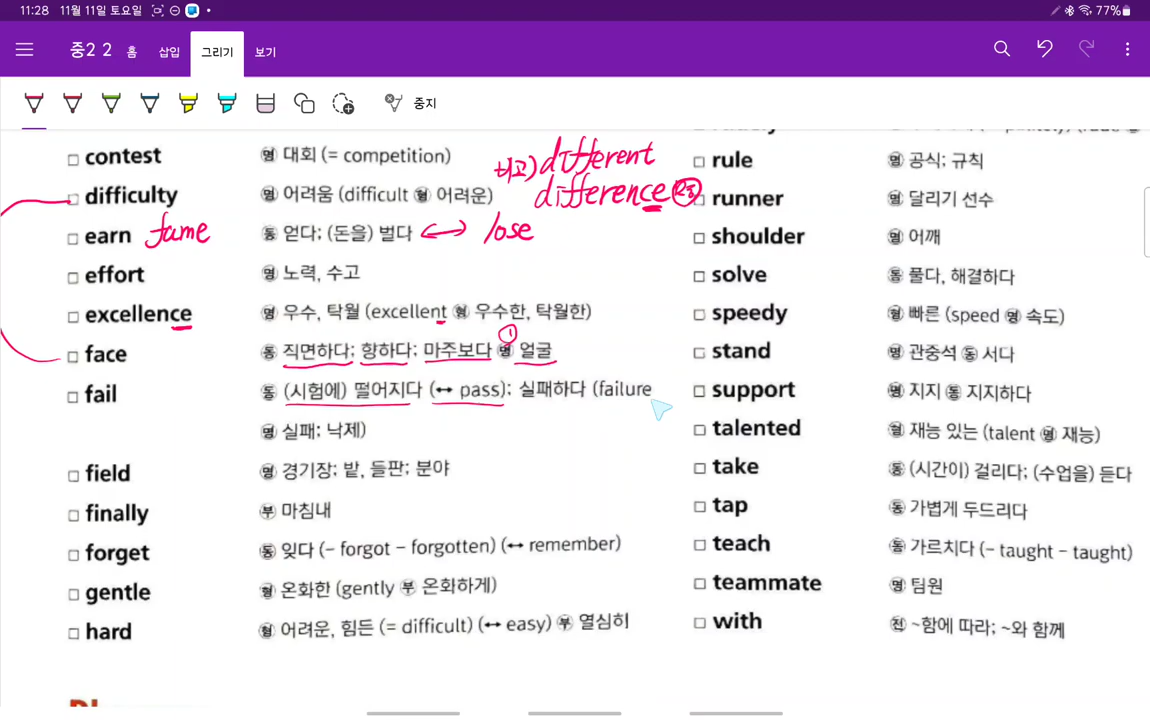 11:28 11월 11일 토요일 77%
중2 2 홈 삽입 그리기 보기
중지
contest 명 대회 (= competition)
비고) different
difference
difficulty 명 어려움 (difficult 형 어려운)
earn fame 동 얻다; (돈을) 벌다 ↔ lose
effort 명 노력, 수고
excellence 명 우수, 탁월 (excellent 형 우수한, 탁월한)
face 동 직면하다; 향하다; 마주보다 명 얼굴
①
fail 동 (시험에) 떨어지다 (↔ pass); 실패하다 (failure
명 실패; 낙제)
field 명 경기장; 밭, 들판; 분야
finally 부 마침내
forget 동 잊다 (– forgot – forgotten) (↔ remember)
gentle 형 온화한 (gently 부 온화하게)
hard 형 어려운, 힘든 (= difficult) (↔ easy) 부 열심히
rule 명 공식; 규칙
runner 명 달리기 선수
shoulder 명 어깨
solve 동 풀다, 해결하다
speedy 형 빠른 (speed 명 속도)
stand 명 관중석 동 서다
support 명 지지 동 지지하다
talented 형 재능 있는 (talent 명 재능)
take 동 (시간이) 걸리다; (수업을) 듣다
tap 동 가볍게 두드리다
teach 동 가르치다 (– taught – taught)
teammate 명 팀원
with 전 ~함에 따라; ~와 함께